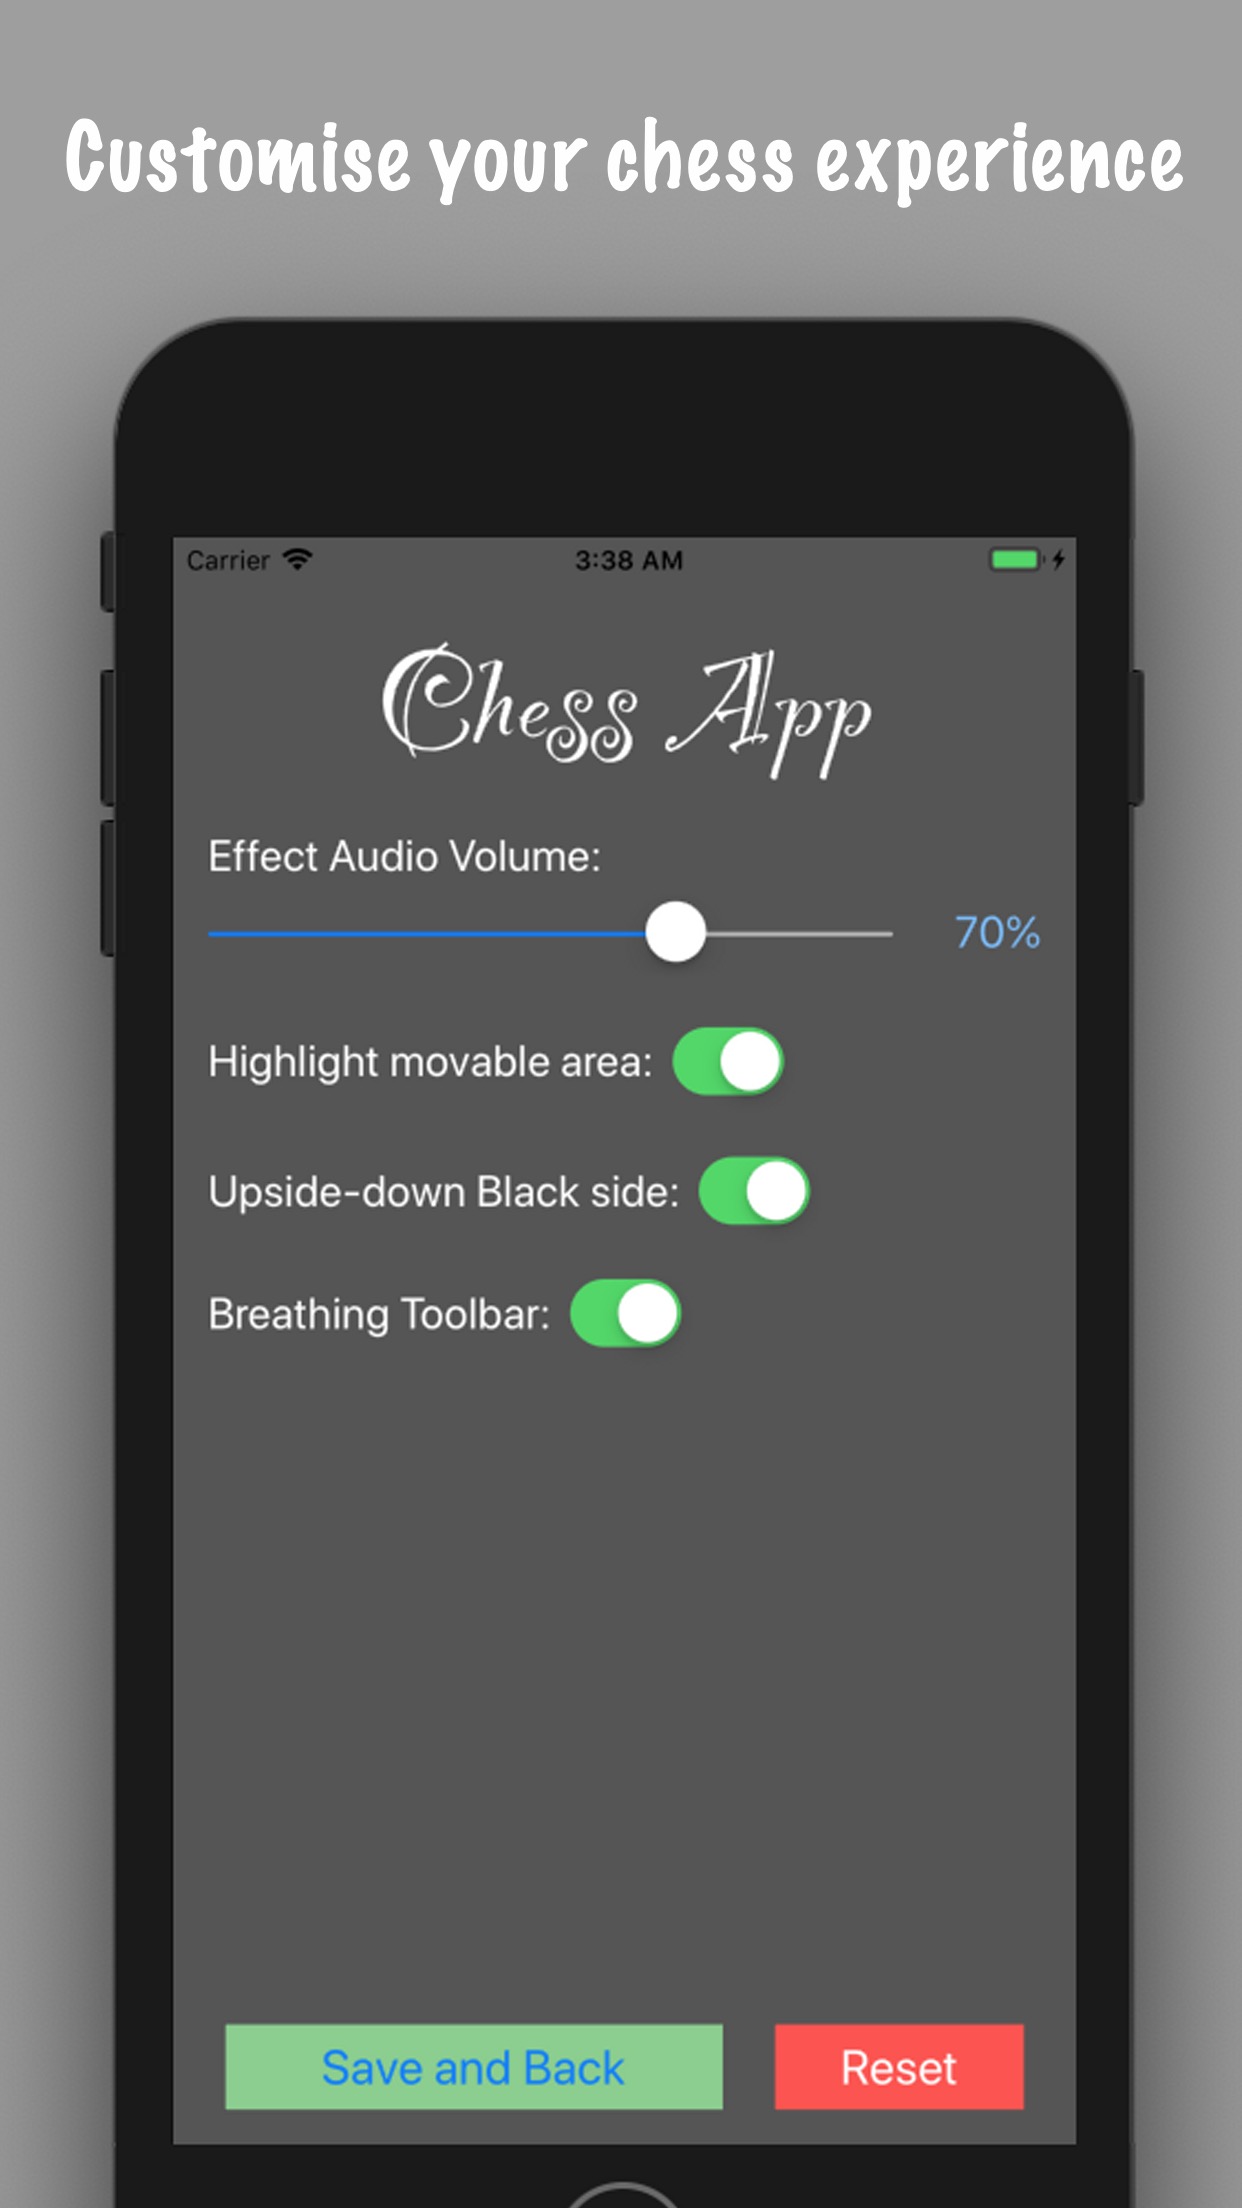 Customise your chess experience
Carrier 3:38 AM
Chess App
Effect Audio Volume:
70%
Highlight movable area:
Upside-down Black side:
Breathing Toolbar:
Save and Back Reset